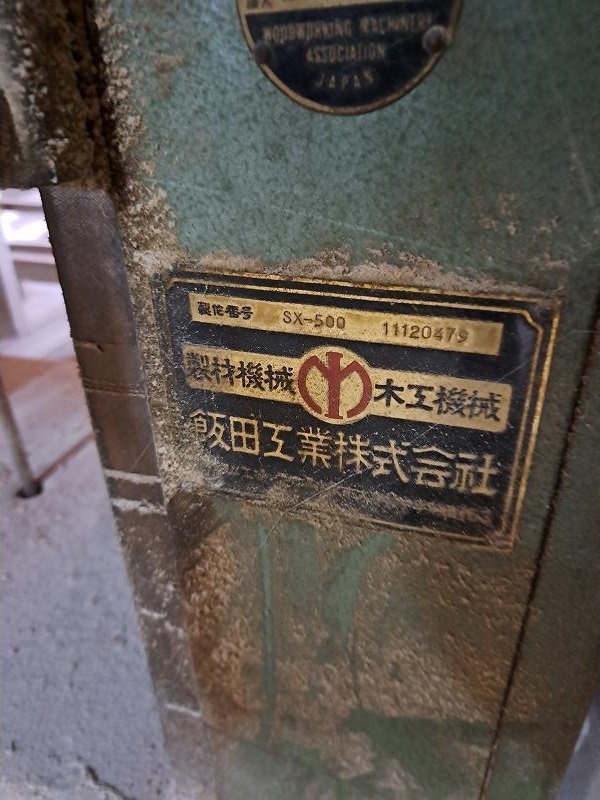 WOODWORKING MACHINERY
ASSOCIATION
JAPAN
製作番号 SX-500 11120479
製材機械 木工機械
飯田工業株式会社